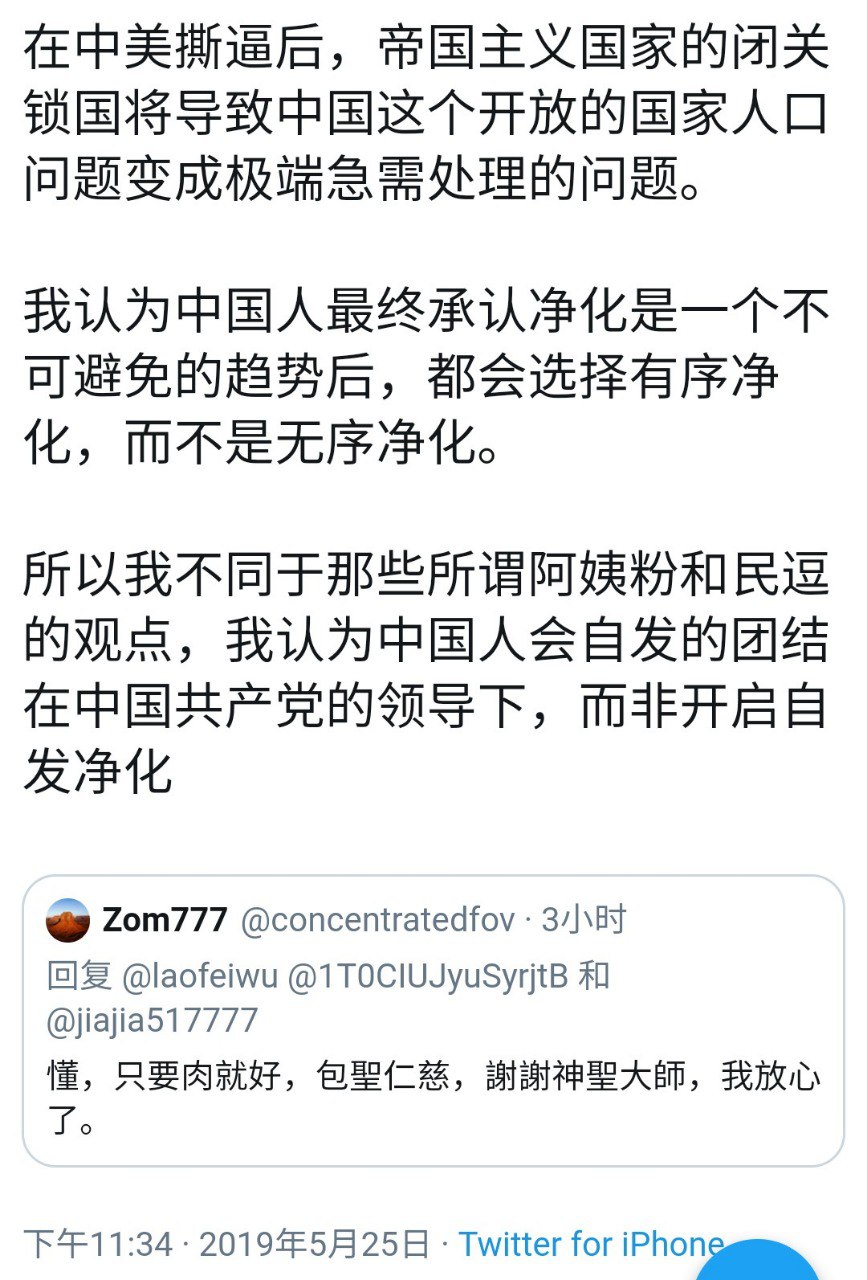 在中美撕逼后，帝国主义国家的闭关
锁国将导致中国这个开放的国家人口
问题变成极端急需处理的问题。
我认为中国人最终承认净化是一个不
可避免的趋势后，都会选择有序净
化，而不是无序净化。
所以我不同于那些所谓阿姨粉和民逗
的观点，我认为中国人会自发的团结
在中国共产党的领导下，而非开启自
发净化
Zom777 @concentratedfov · 3小时
回复 @laofeiwu @1T0CIUJyuSyrjtB 和
@jiajia517777
懂，只要肉就好，包聖仁慈，謝謝神聖大師，我放心
了。
下午11:34 · 2019年5月25日 · Twitter for iPhone